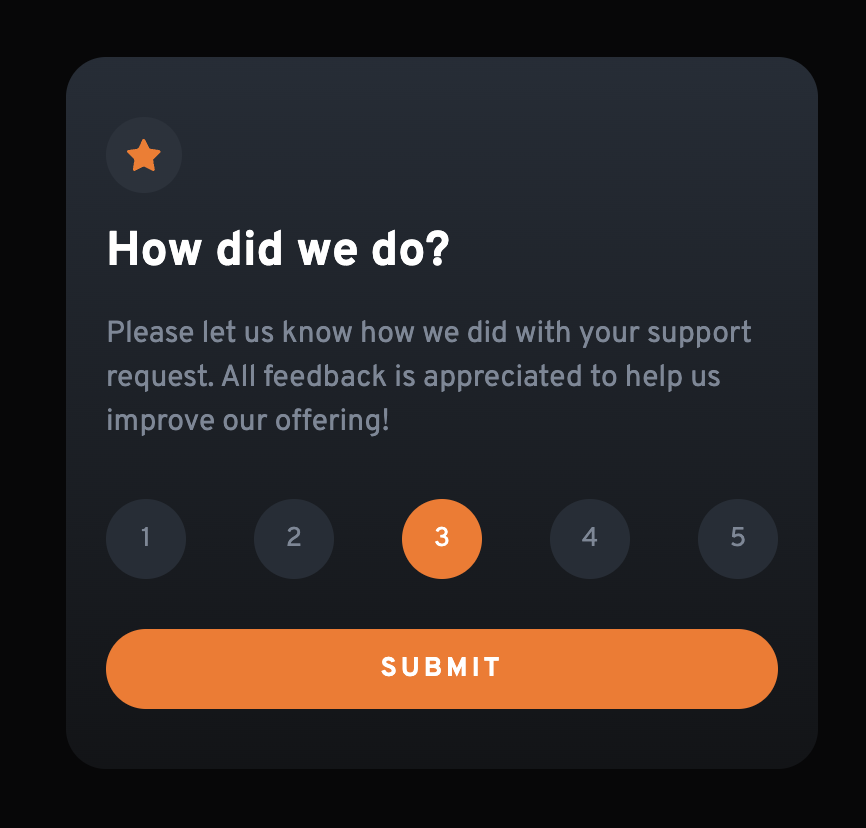 How did we do?
Please let us know how we did with your support
request. All feedback is appreciated to help us
improve our offering!
1 2 3 4 5
SUBMIT